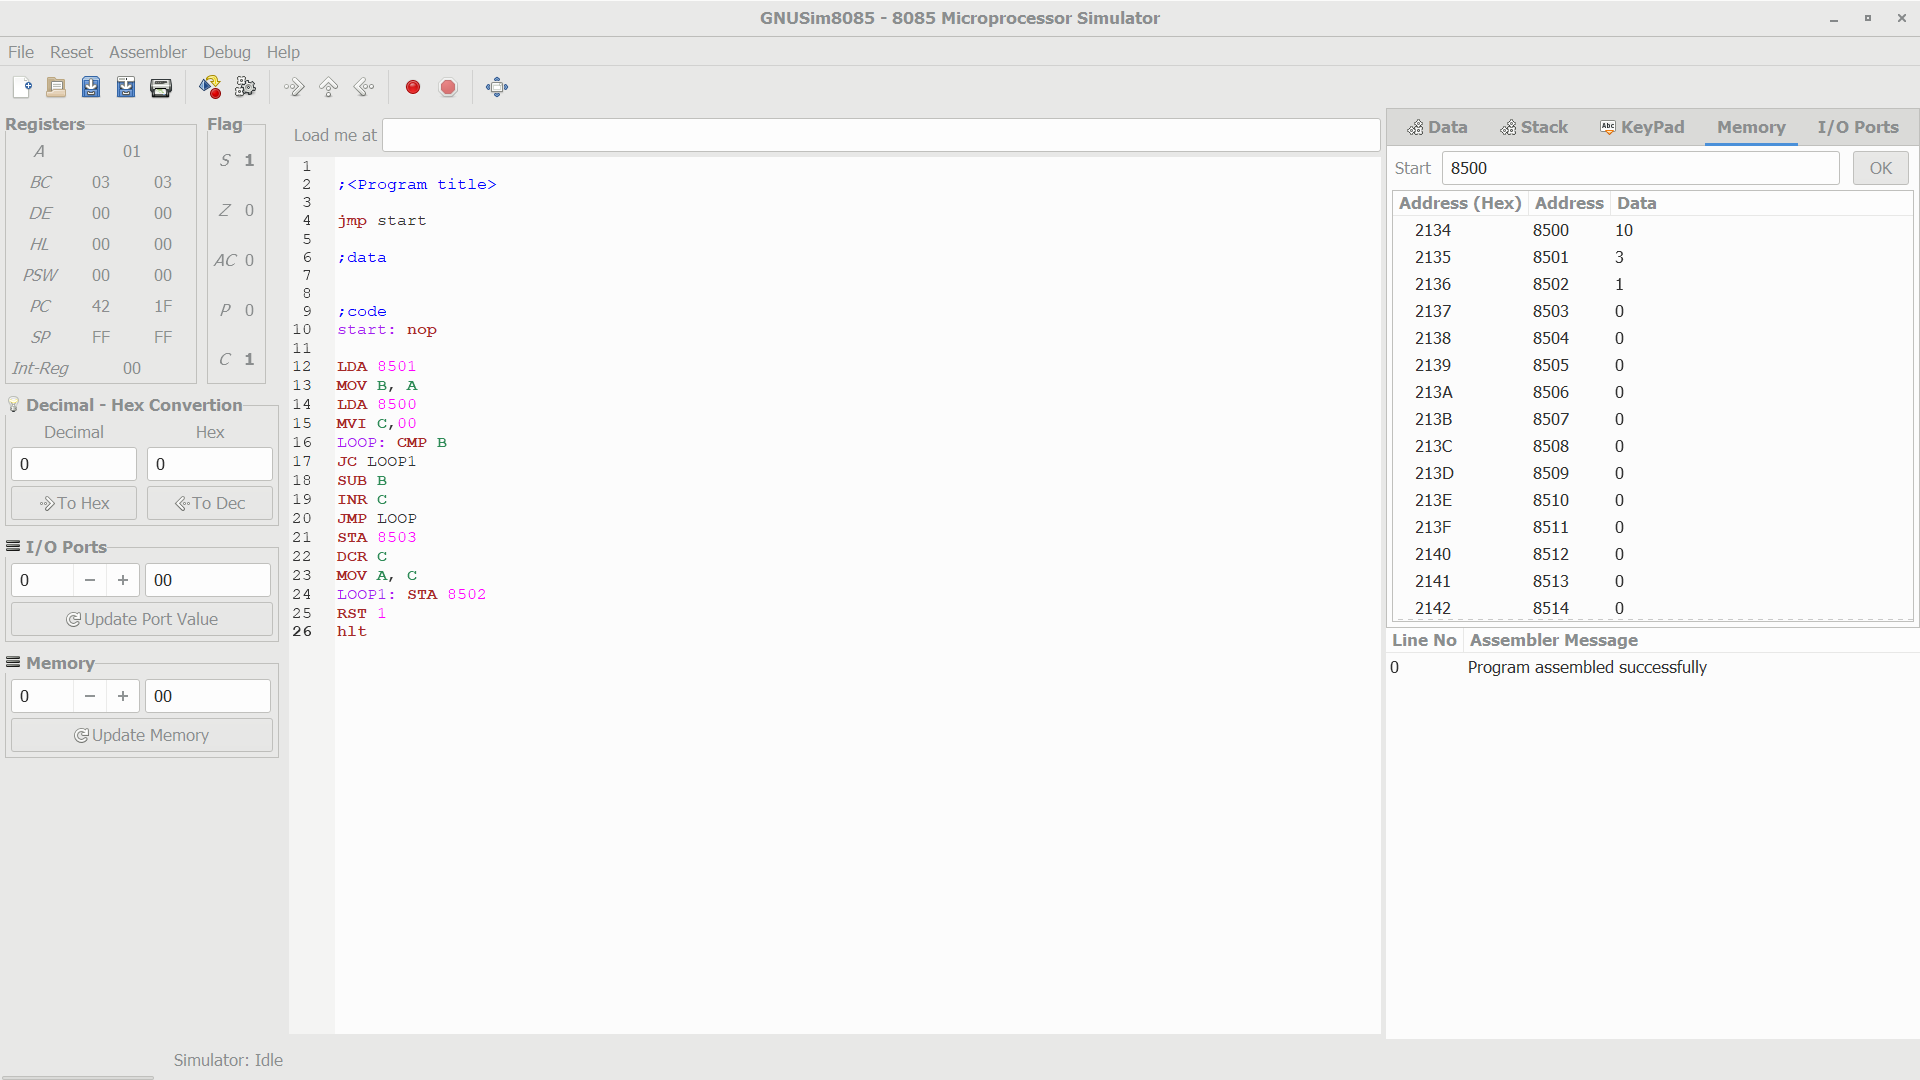 GNUSim8085 - 8085 Microprocessor Simulator
File Reset Assembler Debug Help
Registers
A 01
BC 03 03
DE 00 00
HL 00 00
PSW 00 00
PC 42 1F
SP FF FF
Int-Reg 00
Flag
S 1
Z 0
AC 0
P 0
C 1
Decimal - Hex Convertion
Decimal Hex
0 0
To Hex To Dec
I/O Ports
0 − + 00
Update Port Value
Memory
0 − + 00
Update Memory
Load me at
1
2 ;<Program title>
3
4 jmp start
5
6 ;data
7
8
9 ;code
10 start: nop
11
12 LDA 8501
13 MOV B, A
14 LDA 8500
15 MVI C,00
16 LOOP: CMP B
17 JC LOOP1
18 SUB B
19 INR C
20 JMP LOOP
21 STA 8503
22 DCR C
23 MOV A, C
24 LOOP1: STA 8502
25 RST 1
26 hlt
Data Stack Abc KeyPad Memory I/O Ports
Start 8500 OK
Address (Hex) Address Data
2134 8500 10
2135 8501 3
2136 8502 1
2137 8503 0
2138 8504 0
2139 8505 0
213A 8506 0
213B 8507 0
213C 8508 0
213D 8509 0
213E 8510 0
213F 8511 0
2140 8512 0
2141 8513 0
2142 8514 0
Line No Assembler Message
0 Program assembled successfully
Simulator: Idle